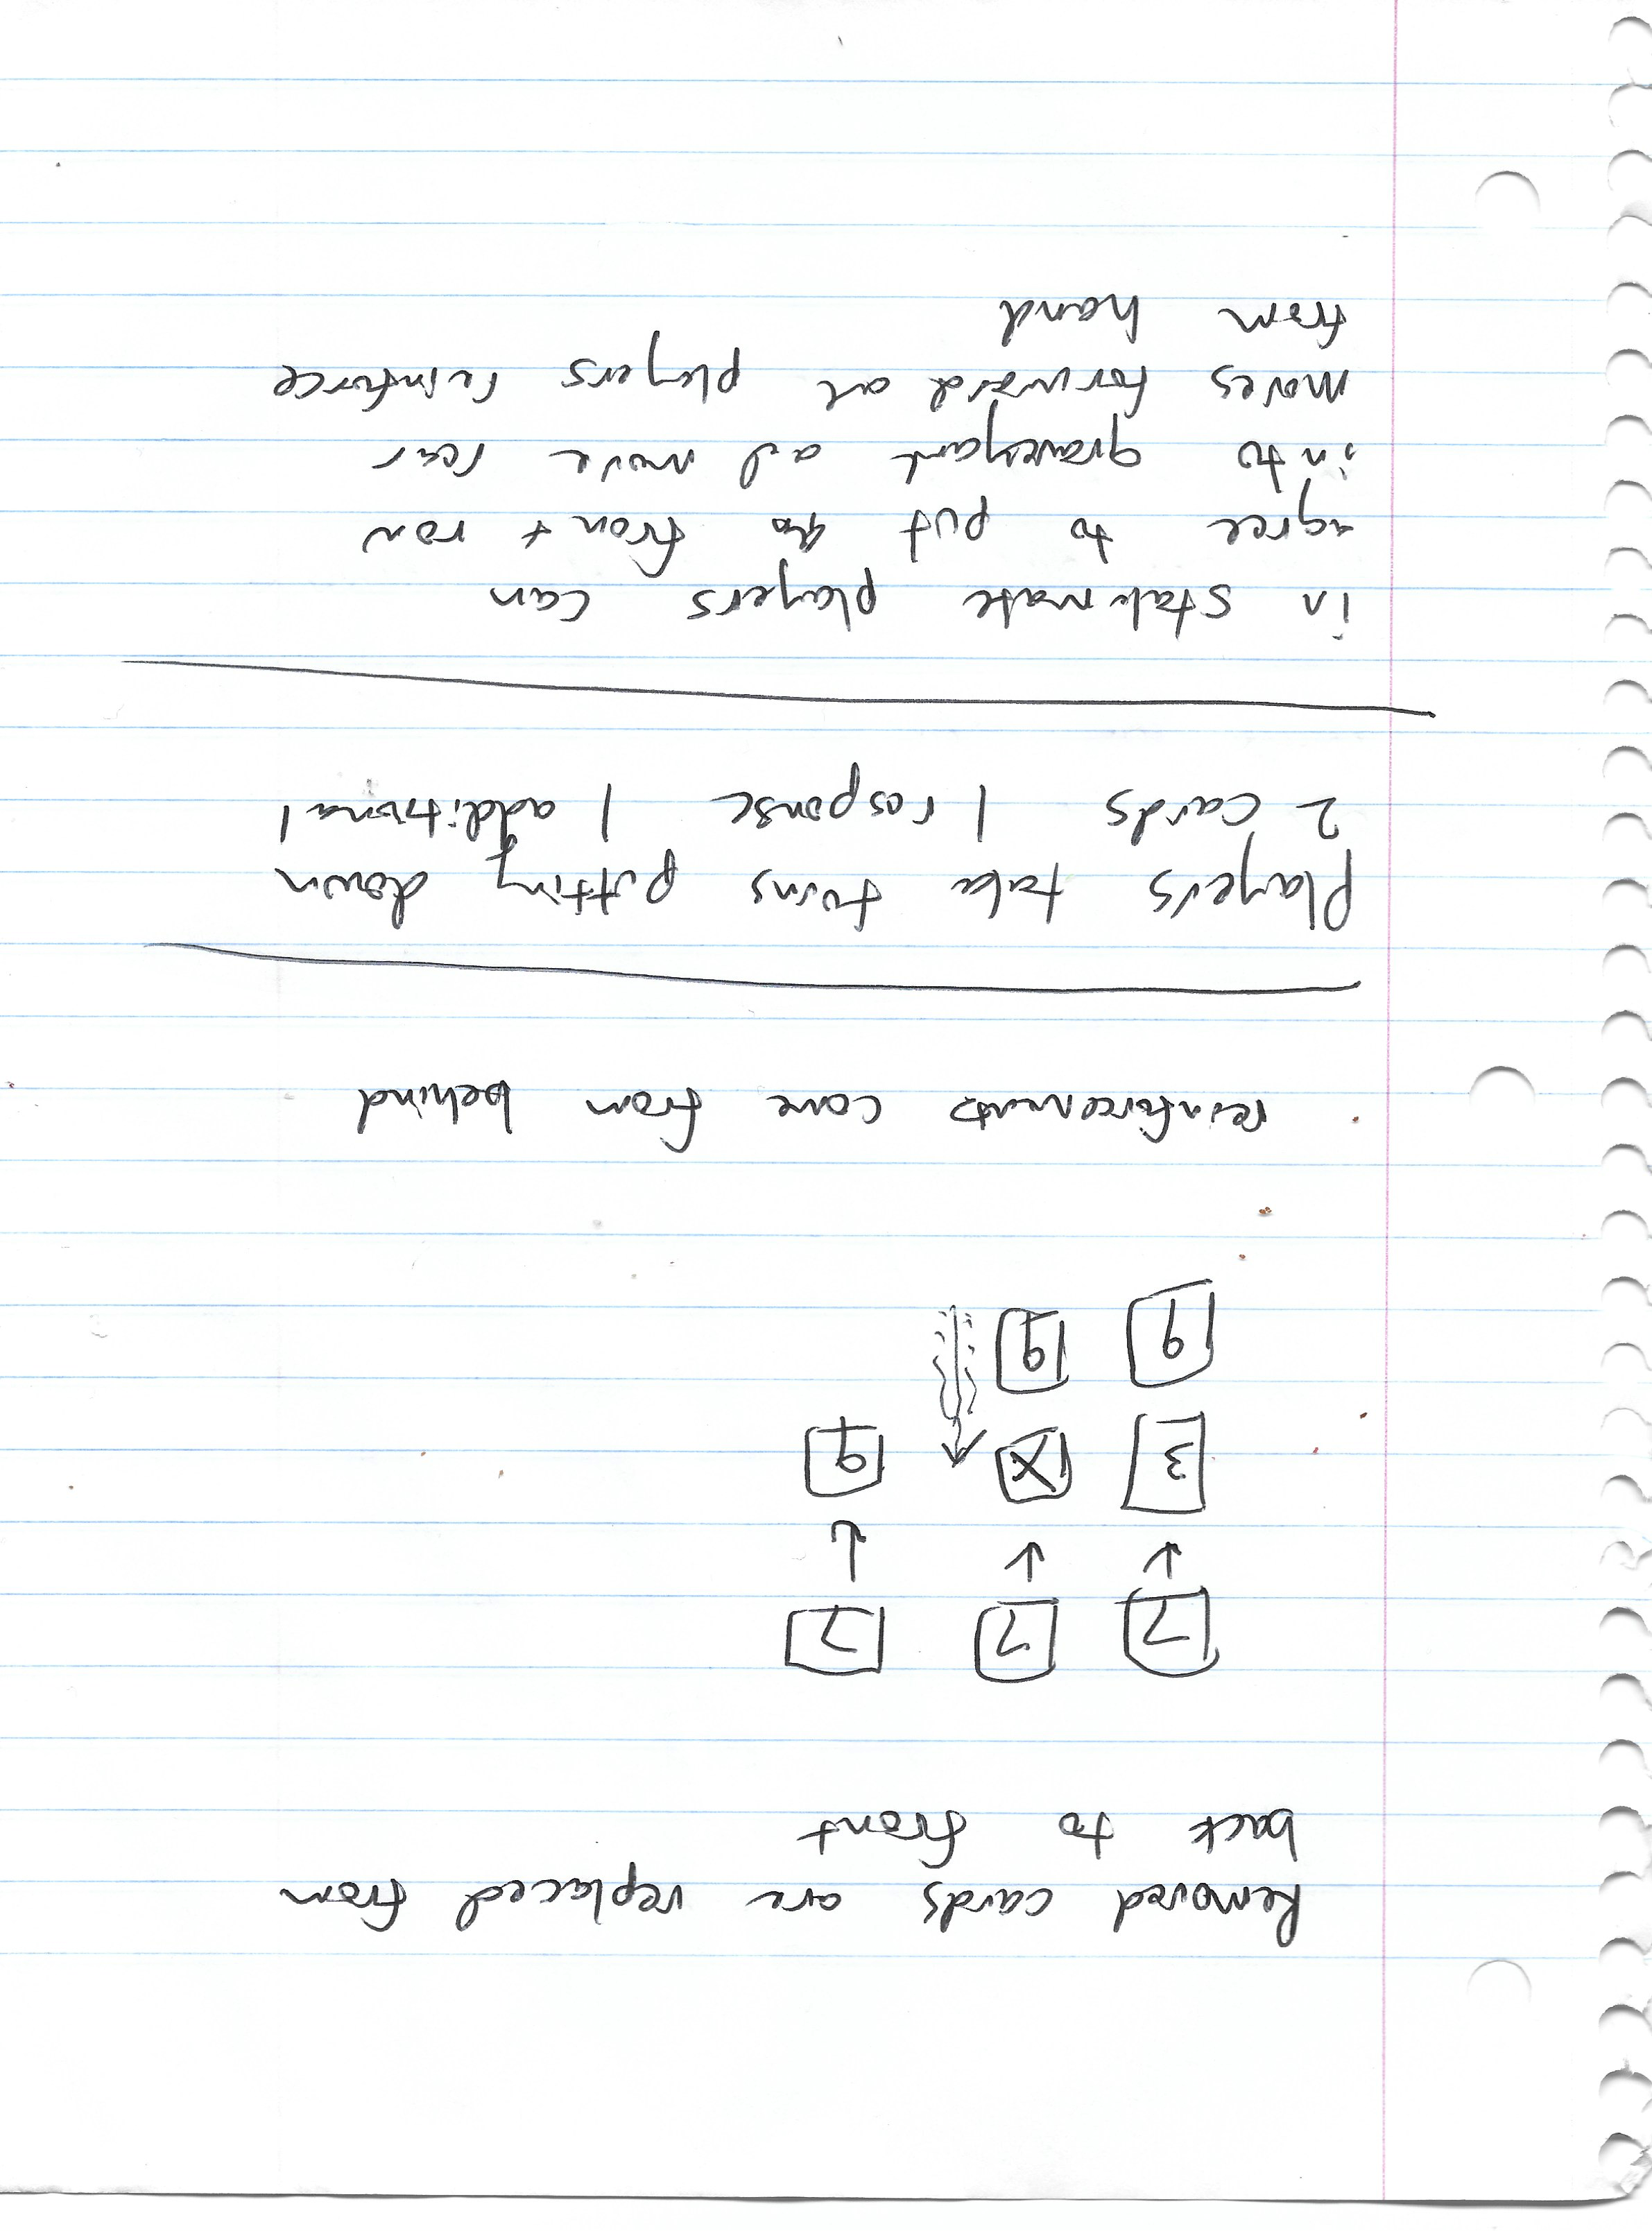 Removed cards are replaced from
back to front
3 X 6
6 6
reinforcements come from behind
Players take turns putting down
2 cards 1 response 1 additional
in stalemate players can
agree to put front row
into graveyard and move rear
moves forward and players reinforce
from hand